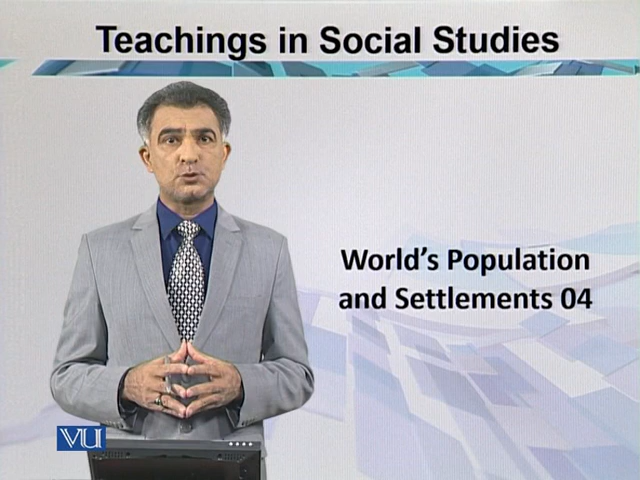 Teachings in Social Studies
World's Population
and Settlements 04
VU